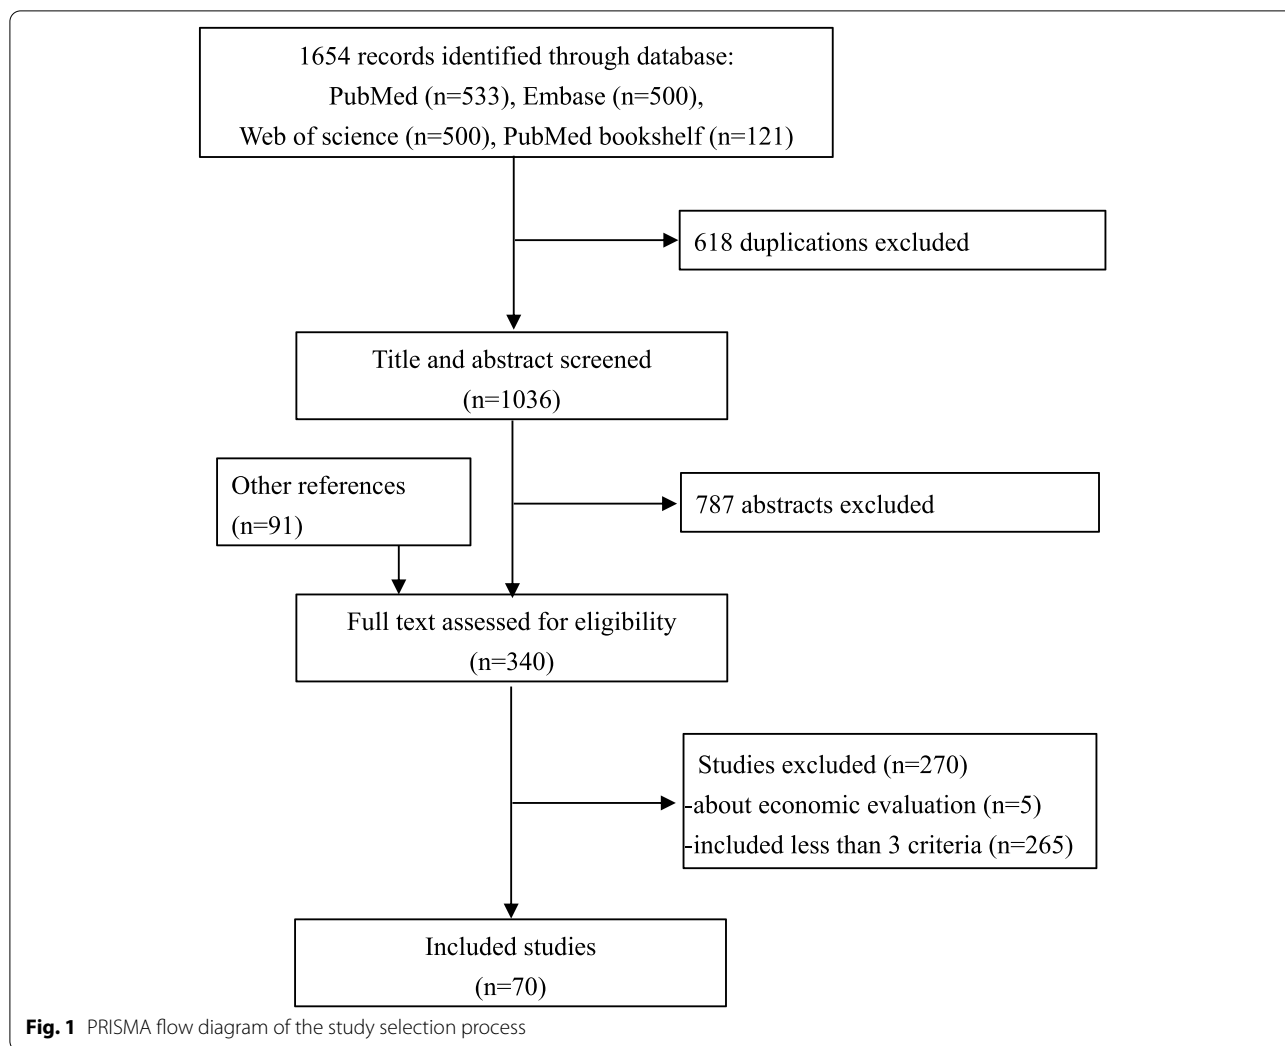 1654 records identified through database:
PubMed (n=533), Embase (n=500),
Web of science (n=500), PubMed bookshelf (n=121)
618 duplications excluded
Title and abstract screened
(n=1036)
Other references
(n=91)
787 abstracts excluded
Full text assessed for eligibility
(n=340)
Studies excluded (n=270)
-about economic evaluation (n=5)
-included less than 3 criteria (n=265)
Included studies
(n=70)
Fig. 1 PRISMA flow diagram of the study selection process